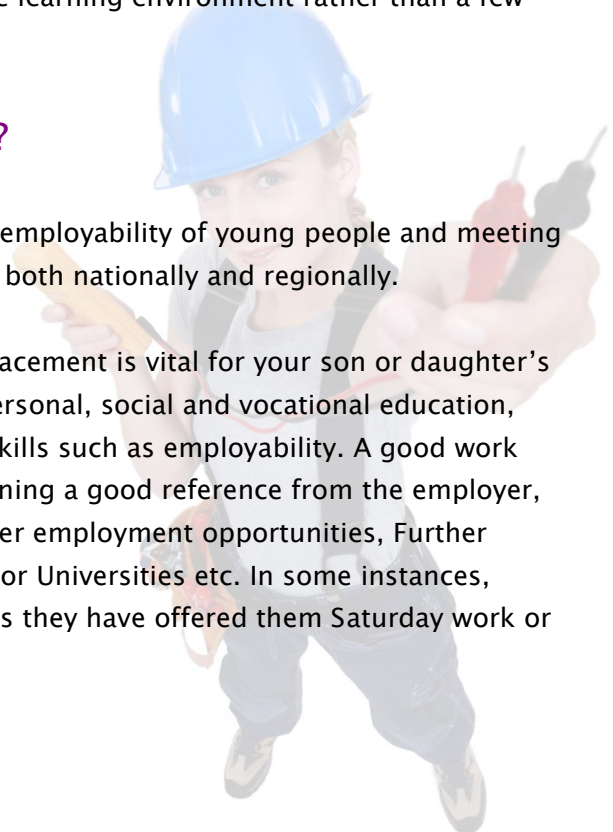 learning environment rather than a few
?
employability of young people and meeting
both nationally and regionally.
acement is vital for your son or daughter's
ersonal, social and vocational education,
kills such as employability. A good work
ning a good reference from the employer,
er employment opportunities, Further
or Universities etc. In some instances,
s they have offered them Saturday work or